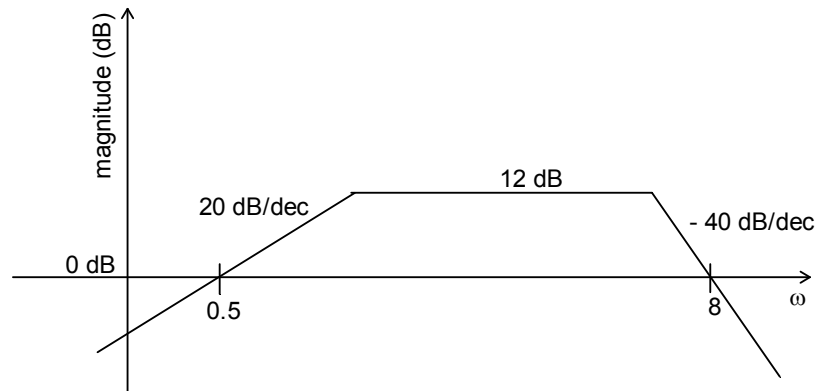 magnitude (dB)
12 dB
20 dB/dec
- 40 dB/dec
0 dB
0.5
8
ω